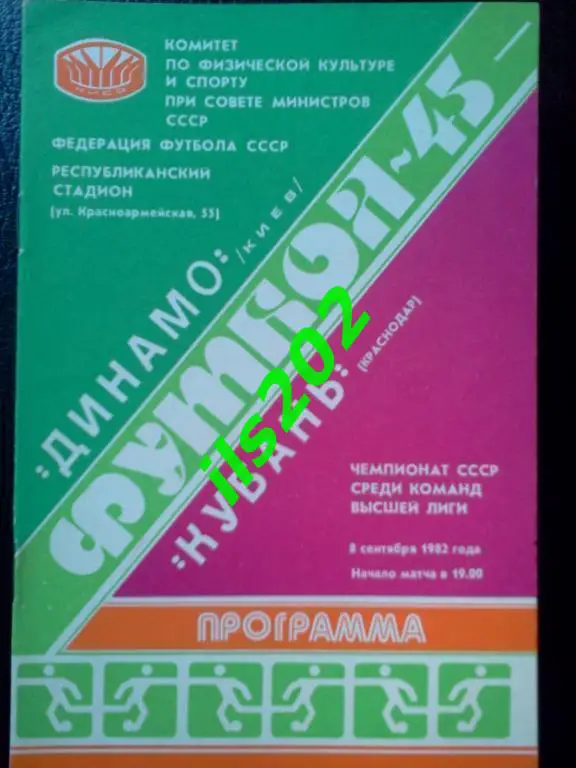 КИЕВ
КОМИТЕТ
ПО ФИЗИЧЕСКОЙ КУЛЬТУРЕ
И СПОРТУ
ПРИ СОВЕТЕ МИНИСТРОВ
СССР
ФЕДЕРАЦИЯ ФУТБОЛА СССР
РЕСПУБЛИКАНСКИЙ
СТАДИОН
(ул. Красноармейская, 55)
"ДИНАМО"
/КИЕВ/
ФУТБОЛ-45
"КУБАНЬ"
(КРАСНОДАР)
ils202
ЧЕМПИОНАТ СССР
СРЕДИ КОМАНД
ВЫСШЕЙ ЛИГИ
8 сентября 1982 года
Начало матча в 19.00
ПРОГРАММА